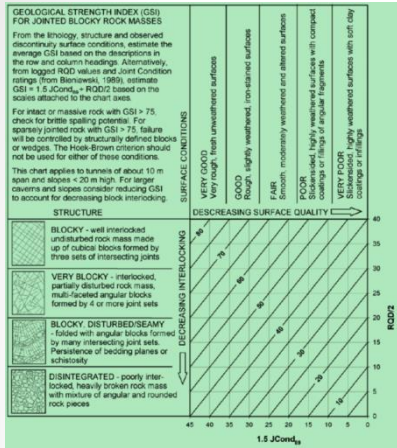 GEOLOGICAL STRENGTH INDEX (GSI)
FOR JOINTED BLOCKY ROCK MASSES
From the lithology, structure and observed
discontinuity surface conditions, estimate the
average GSI based on the descriptions in
the row and column headings. Alternatively,
from logged RQD values and Joint Condition
ratings (from Bieniawski, 1989), estimate
GSI = 1.5 JCond89 + RQD/2 based on the
scales attached to the chart axes.
For intact or massive rock with GSI > 75,
check for brittle spelling potential. For
sparsely jointed rock with GSI > 75, failure
will be controlled by structurally defined blocks
or wedges. The Hoek-Brown criterion should
not be used for either of these conditions.
This chart applies to tunnels of about 10 m
span and slopes < 20 m high. For larger
caverns and slopes consider reducing GSI
to account for decreasing block interlocking.
SURFACE CONDITIONS
VERY GOOD
Very rough, fresh unweathered surfaces
GOOD
Rough, slightly weathered, iron-stained surfaces
FAIR
Smooth, moderately weathered and altered surfaces
POOR
Slickensided, highly weathered surfaces with compact
coatings or fillings of angular fragments
VERY POOR
Slickensided, highly weathered surfaces with soft clay
coatings or infillings
STRUCTURE
DESCREASING SURFACE QUALITY
BLOCKY - well interlocked
undisturbed rock mass made
up of cubical blocks formed by
three sets of intersecting joints
VERY BLOCKY - interlocked,
partially disturbed rock mass,
multi-faceted angular blocks
formed by 4 or more joint sets
BLOCKY, DISTURBED/SEAMY
- folded with angular blocks formed
by many intersecting joint sets.
Persistence of bedding planes or
schistosity
DISINTEGRATED - poorly inter-
locked, heavily broken rock mass
with mixture of angular and rounded
rock pieces
DECREASING INTERLOCKING
80
70
60
50
40
30
20
10
40
35
30
25
20
15
10
5
0
RQD/2
45 40 35 30 25 20 15 10 5 0
1.5 JCond89